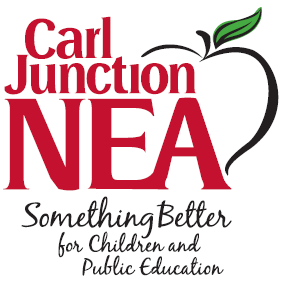 Carl
Junction
NEA
Something Better
for Children and
Public Education